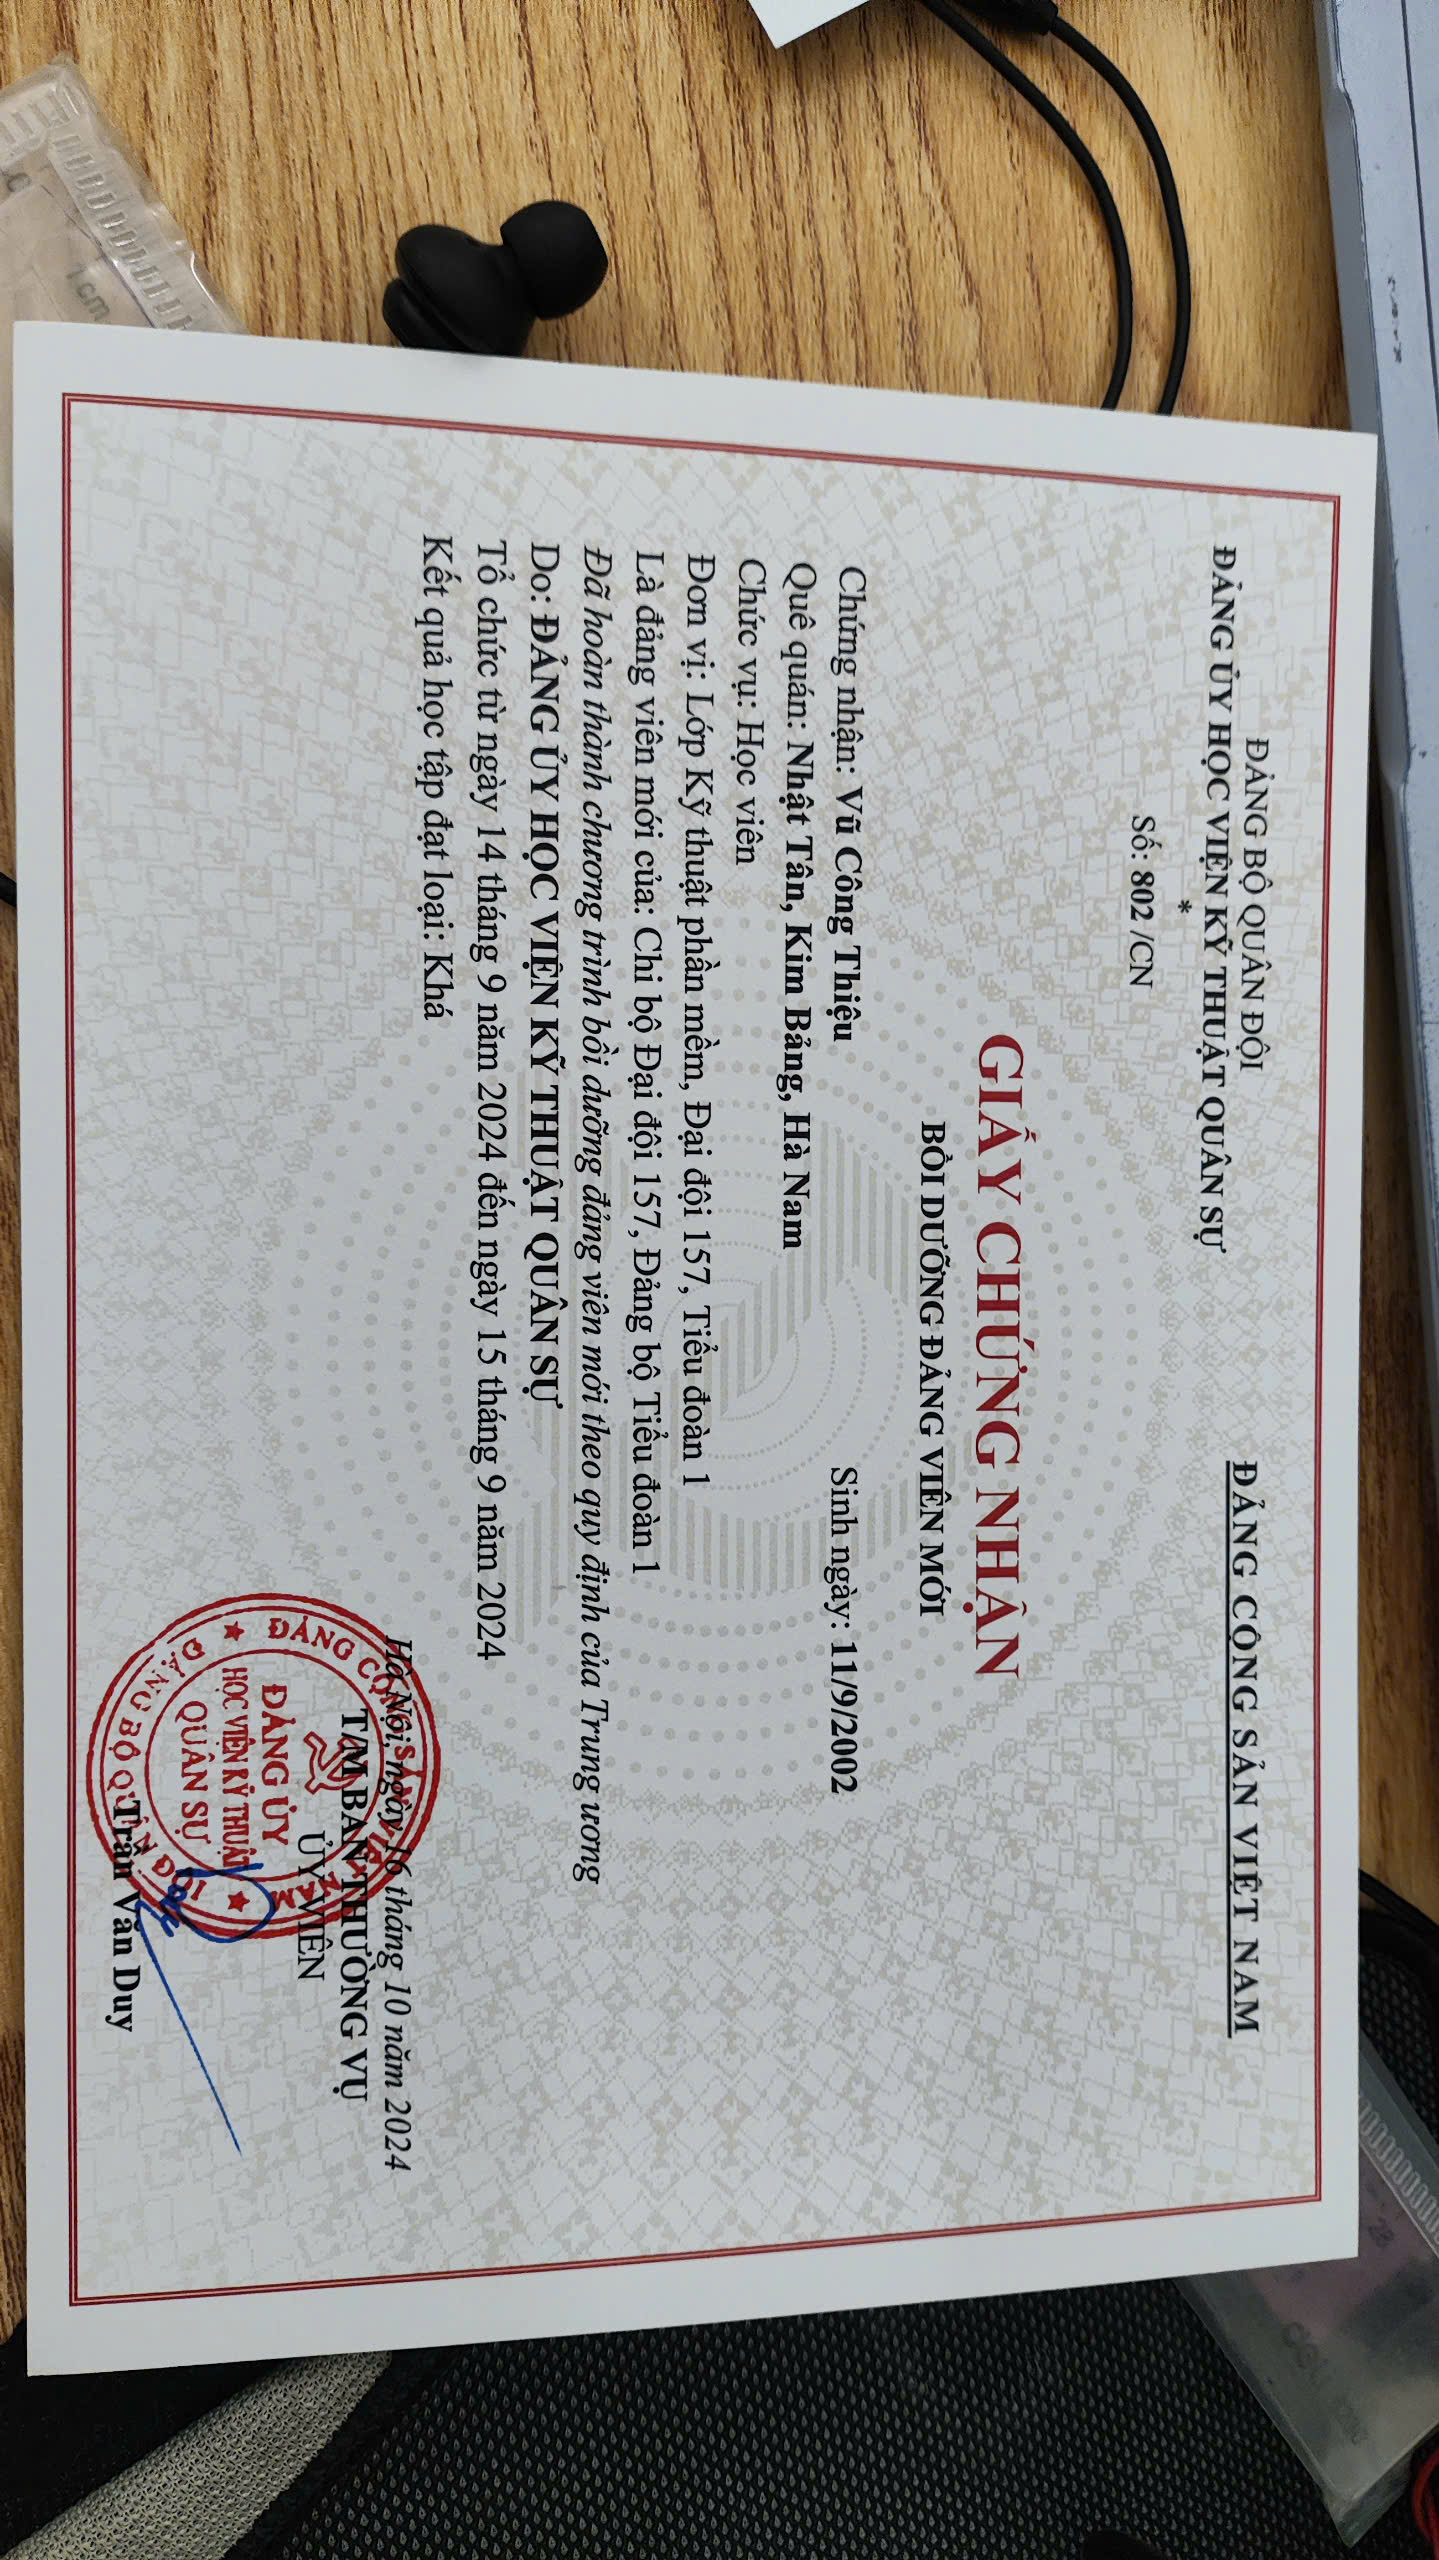 ĐẢNG BỘ QUÂN ĐỘI
ĐẢNG ỦY HỌC VIỆN KỸ THUẬT QUÂN SỰ
*
Số: 802 /CN
ĐẢNG CỘNG SẢN VIỆT NAM
GIẤY CHỨNG NHẬN
BỒI DƯỠNG ĐẢNG VIÊN MỚI
Chứng nhận: Vũ Công Thiệu Sinh ngày: 11/9/2002
Quê quán: Nhật Tân, Kim Bảng, Hà Nam
Chức vụ: Học viên
Đơn vị: Lớp Kỹ thuật phần mềm, Đại đội 157, Tiểu đoàn 1
Là đảng viên mới của: Chi bộ Đại đội 157, Đảng bộ Tiểu đoàn 1
Đã hoàn thành chương trình bồi dưỡng đảng viên mới theo quy định của Trung ương
Do: ĐẢNG ỦY HỌC VIỆN KỸ THUẬT QUÂN SỰ
Tổ chức từ ngày 14 tháng 9 năm 2024 đến ngày 15 tháng 9 năm 2024
Kết quả học tập đạt loại: Khá
Hà Nội, ngày 16 tháng 10 năm 2024
T/M BAN THƯỜNG VỤ
ỦY VIÊN
ĐẢNG CỘNG SẢN VIỆT NAM
ĐẢNG ỦY
HỌC VIỆN KỸ THUẬT
QUÂN SỰ
ĐẢNG BỘ QUÂN ĐỘI
Trần Văn Duy
1cm